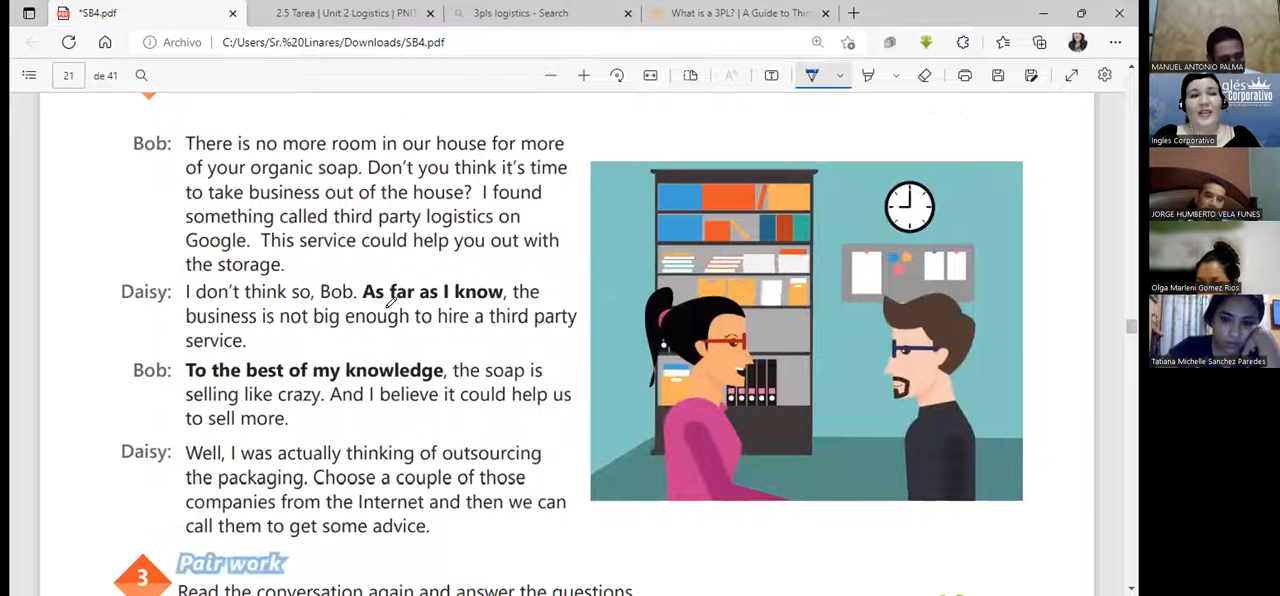 *SB4.pdf
2.5 Tarea | Unit 2 Logistics | PNIT
3pls logistics - Search
What is a 3PL? | A Guide to Thir
Archivo
C:/Users/Sr.%20Linares/Downloads/SB4.pdf
21
de 41
Bob: There is no more room in our house for more
of your organic soap. Don't you think it's time
to take business out of the house? I found
something called third party logistics on
Google. This service could help you out with
the storage.
Daisy: I don't think so, Bob. As far as I know, the
business is not big enough to hire a third party
service.
Bob: To the best of my knowledge, the soap is
selling like crazy. And I believe it could help us
to sell more.
Daisy: Well, I was actually thinking of outsourcing
the packaging. Choose a couple of those
companies from the Internet and then we can
call them to get some advice.
3
Pair work
Read the conversation again and answer the questions.
MANUEL ANTONIO PALMA
glés
Corporativo
Ingles Corporativo
JORGE HUMBERTO VELA FUNES
Olga Marleni Gomez Rios
Tatiana Michelle Sanchez Paredes